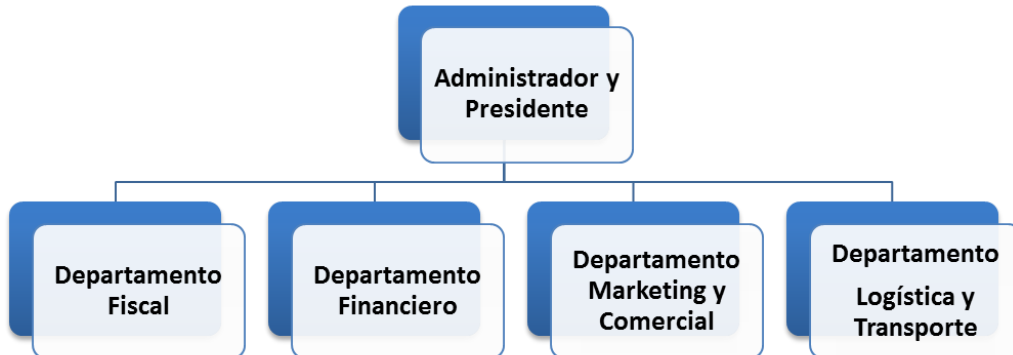 Administrador y
Presidente
Departamento
Fiscal
Departamento
Financiero
Departamento
Marketing y
Comercial
Departamento
Logística y
Transporte